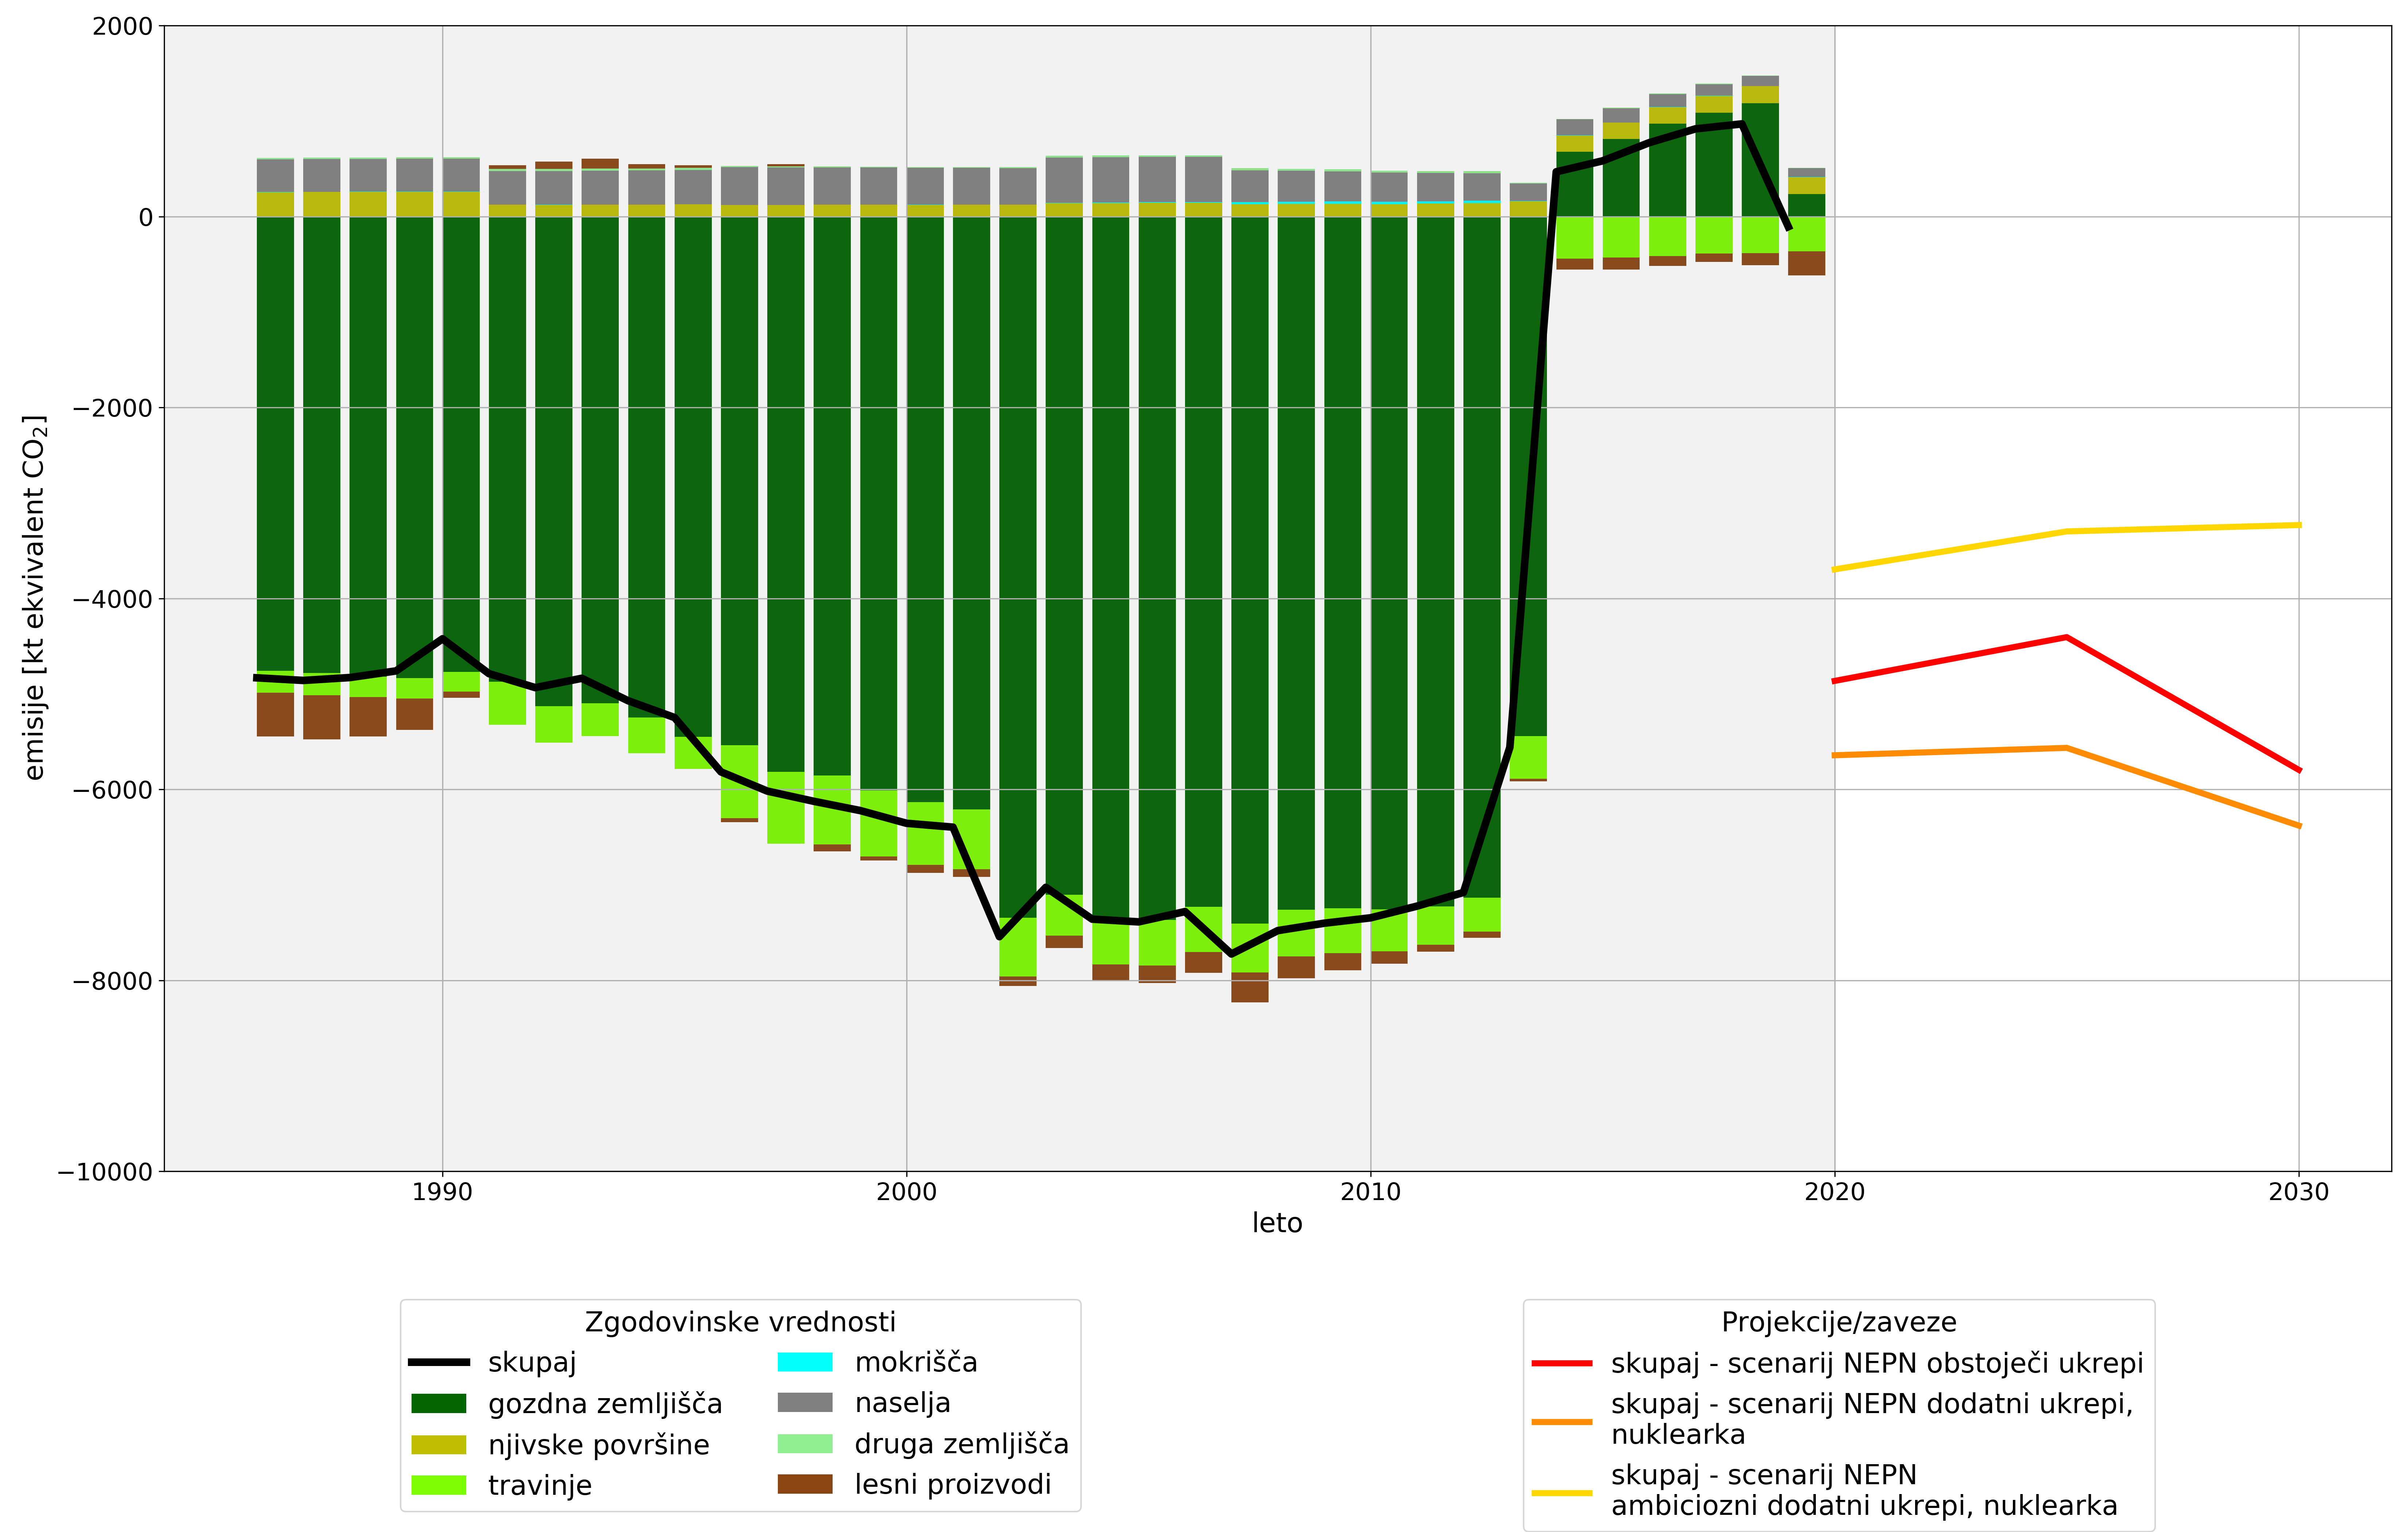 2000
0
−2000
−4000
−6000
−8000
−10000
emisije [kt ekvivalent CO₂]
1990
2000
2010
2020
2030
leto
Zgodovinske vrednosti
skupaj
gozdna zemljišča
njivske površine
travinje
mokrišča
naselja
druga zemljišča
lesni proizvodi
Projekcije/zaveze
skupaj - scenarij NEPN obstoječi ukrepi
skupaj - scenarij NEPN dodatni ukrepi,
nuklearka
skupaj - scenarij NEPN
ambiciozni dodatni ukrepi, nuklearka